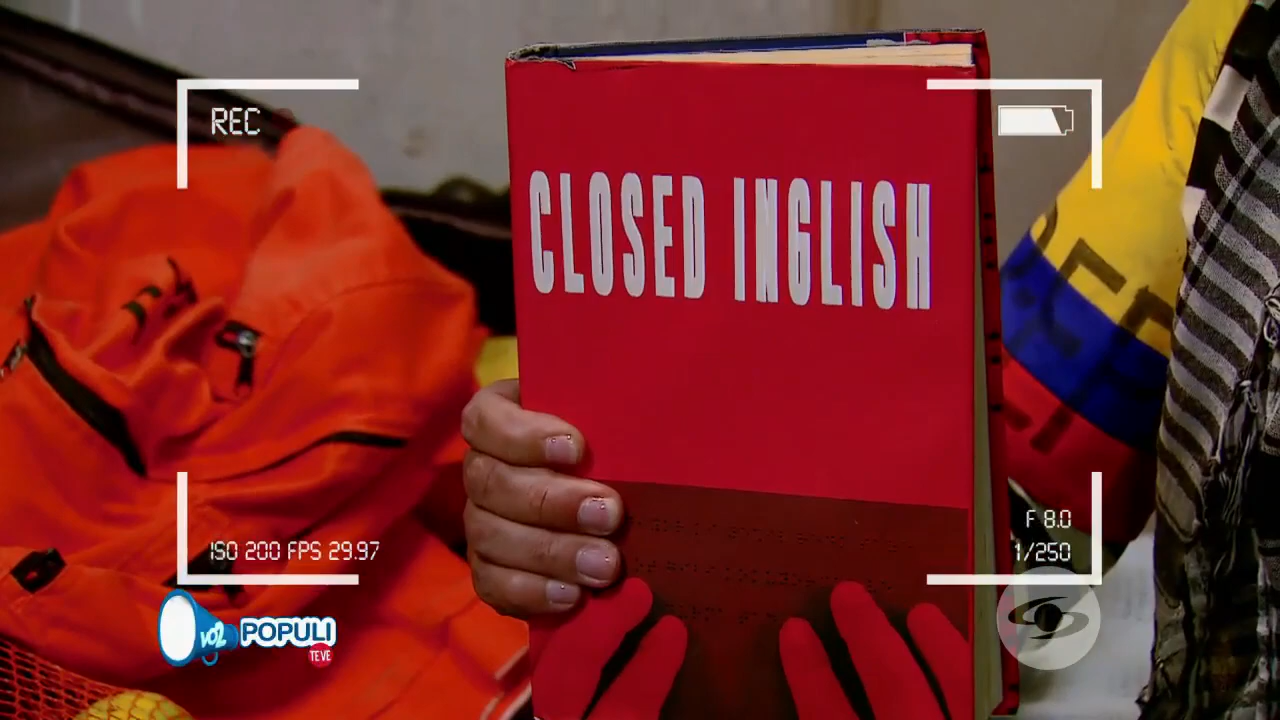 REC
CLOSED INGLISH
F 8.0
ISO 200 FPS 29.97
1/250
VOZ
POPULI
TEVE